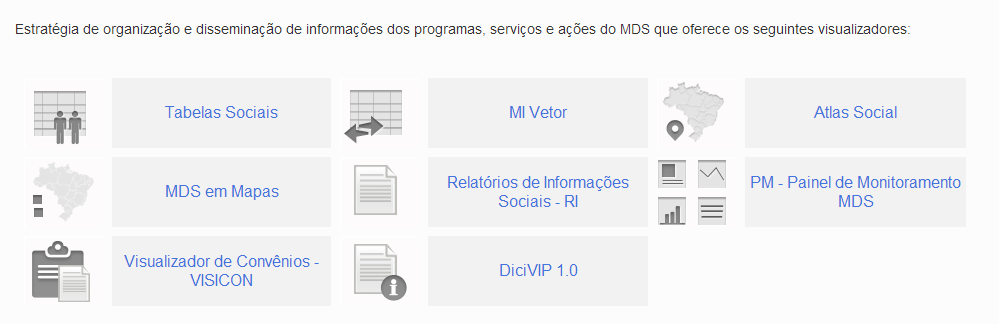 Estratégia de organização e disseminação de informações dos programas, serviços e ações do MDS que oferece os seguintes visualizadores:
Tabelas Sociais
MI Vetor
Atlas Social
MDS em Mapas
Relatórios de Informações
Sociais - RI
PM - Painel de Monitoramento
MDS
Visualizador de Convênios -
VISICON
DiciVIP 1.0